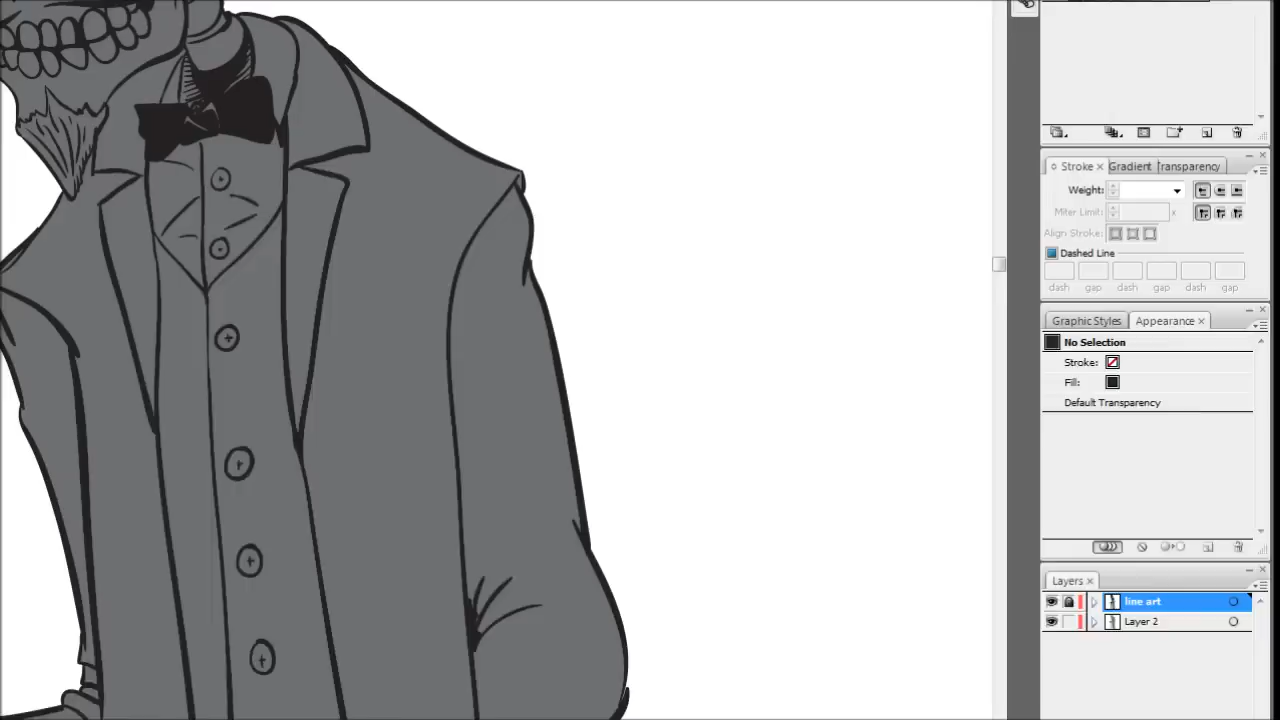 Stroke × Gradient Transparency
Weight:
Miter Limit: x
Align Stroke:
Dashed Line
dash gap dash gap dash gap
Graphic Styles Appearance ×
No Selection
Stroke:
Fill:
Default Transparency
Layers ×
line art
Layer 2